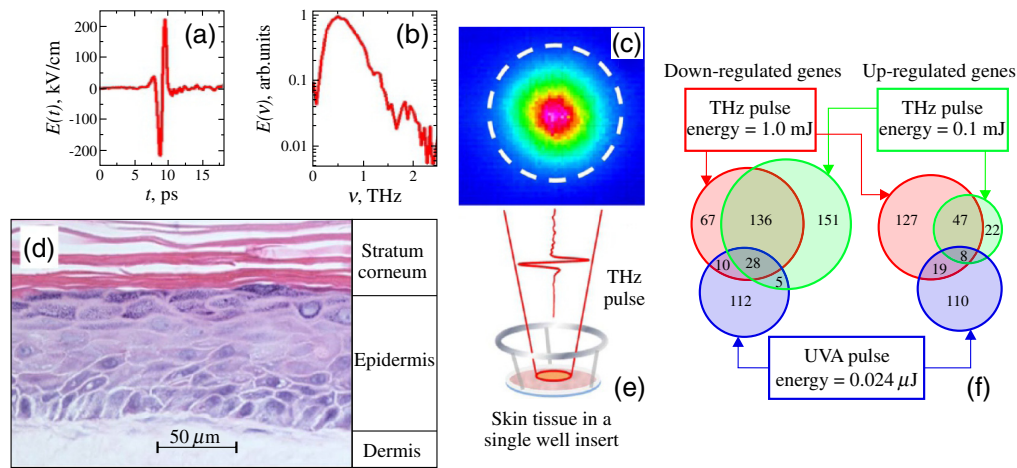 (a)
E(t), kV/cm
200
100
0
-100
-200
0
5
10
15
t, ps
(b)
E(ν), arb.units
1
0.1
0.01
0
1
2
ν, THz
(c)
(d)
50 μm
Stratum
corneum
Epidermis
Dermis
THz
pulse
(e)
Skin tissue in a
single well insert
Down-regulated genes
Up-regulated genes
THz pulse
energy = 1.0 mJ
THz pulse
energy = 0.1 mJ
67
136
151
10
28
5
112
127
47
22
8
19
110
UVA pulse
energy = 0.024 μJ
(f)